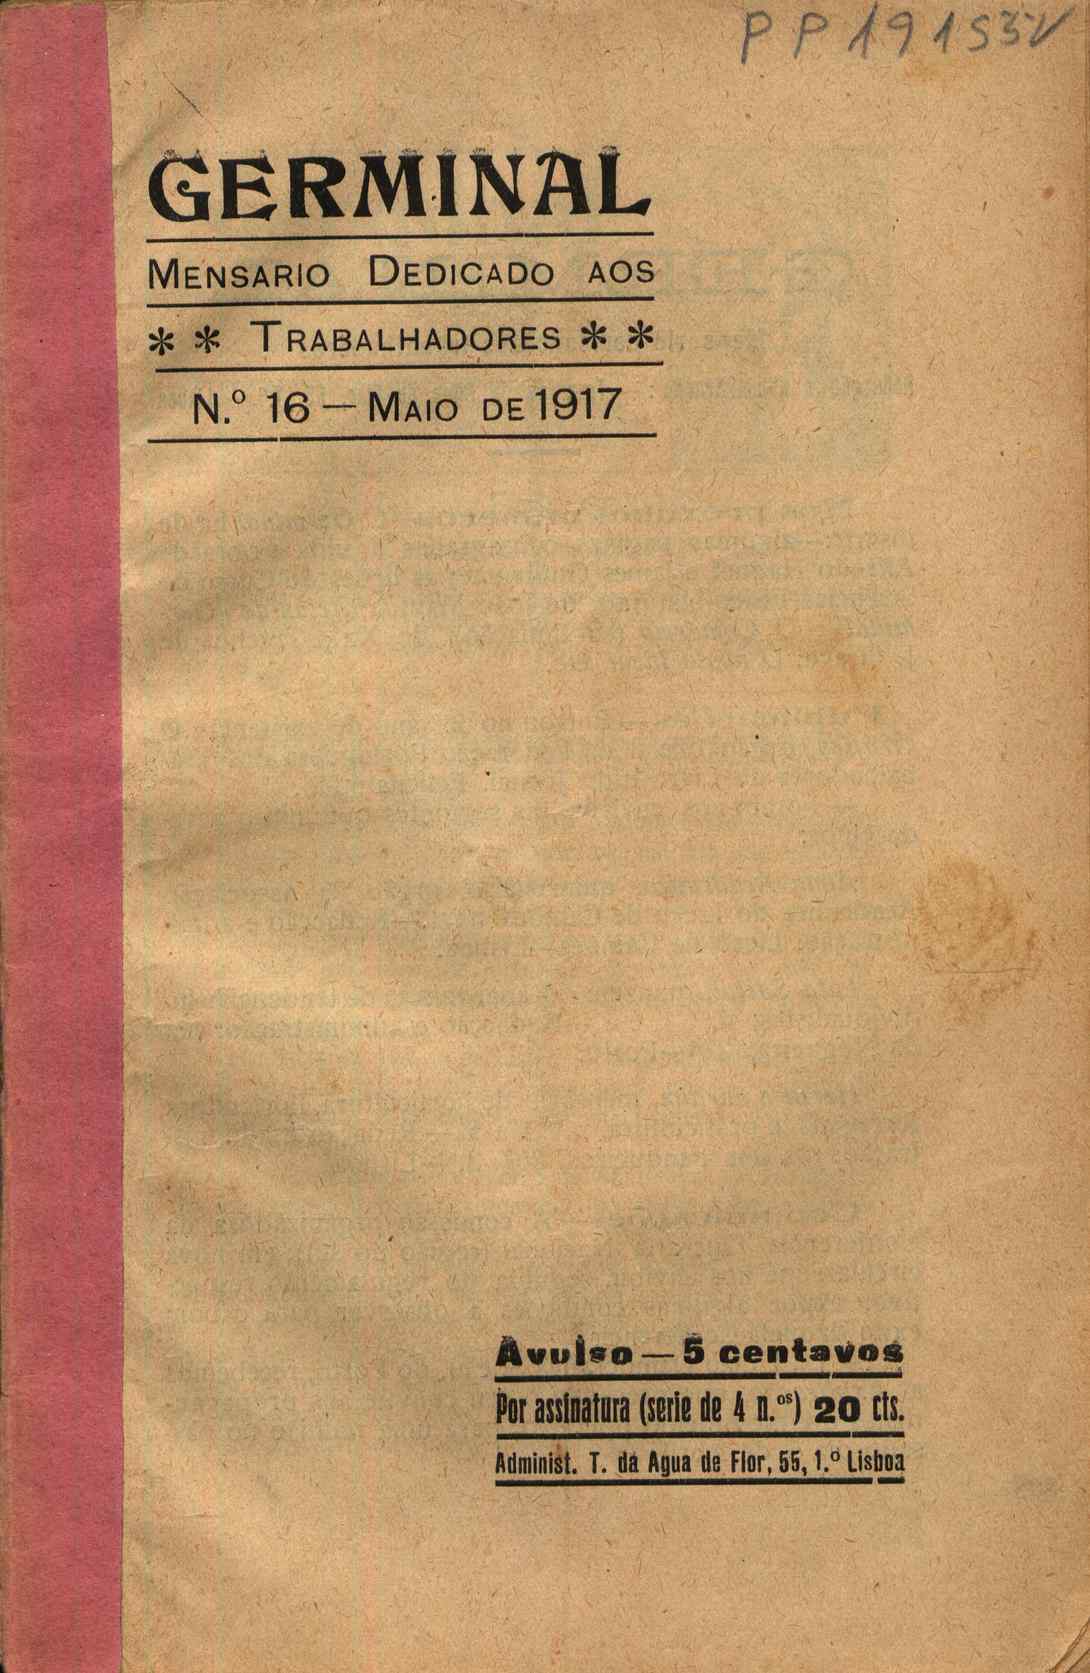 PP 19153V
GERMINAL
MENSARIO DEDICADO AOS
* * TRABALHADORES * *
N.º 16 — MAIO DE 1917
Avulso — 5 centavos
Por assinatura (serie de 4 n.os) 20 cts.
Administ. T. da Agua de Flor, 55, 1.º Lisboa